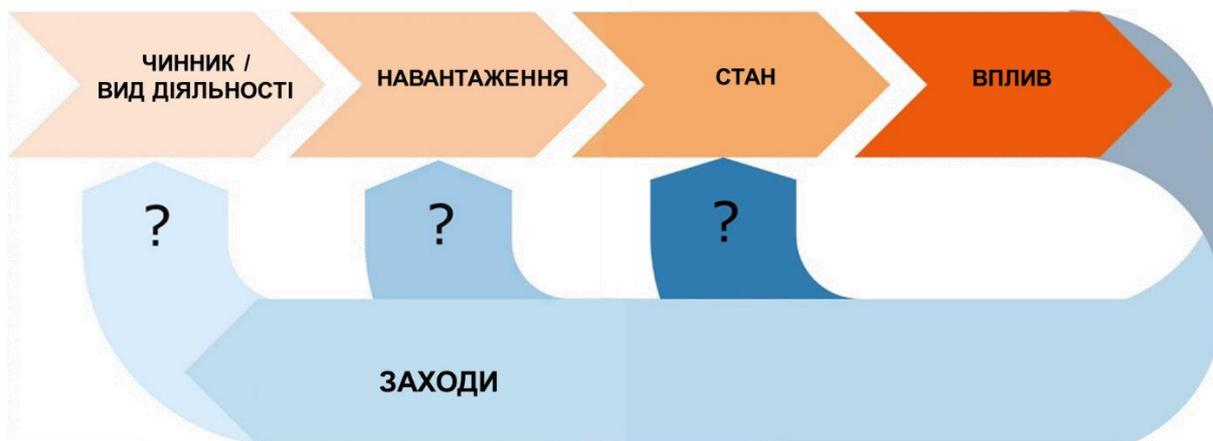 ЧИННИК /
ВИД ДІЯЛЬНОСТІ
НАВАНТАЖЕННЯ
СТАН
ВПЛИВ
?
?
?
ЗАХОДИ